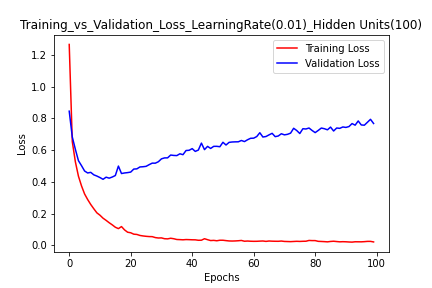 Training_vs_Validation_Loss_LearningRate(0.01)_Hidden Units(100)
Training Loss
Validation Loss
Loss
1.2
1.0
0.8
0.6
0.4
0.2
0.0
0 20 40 60 80 100
Epochs